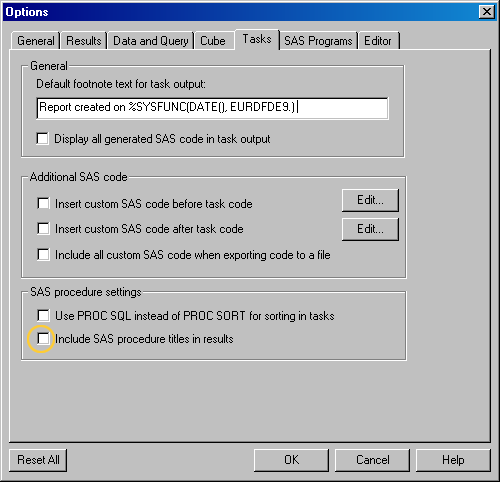 Options
General Results Data and Query Cube Tasks SAS Programs Editor
General
Default footnote text for task output:
Report created on %SYSFUNC(DATE(), EURDFDE9.)
Display all generated SAS code in task output
Additional SAS code
Insert custom SAS code before task code Edit...
Insert custom SAS code after task code Edit...
Include all custom SAS code when exporting code to a file
SAS procedure settings
Use PROC SQL instead of PROC SORT for sorting in tasks
Include SAS procedure titles in results
Reset All OK Cancel Help